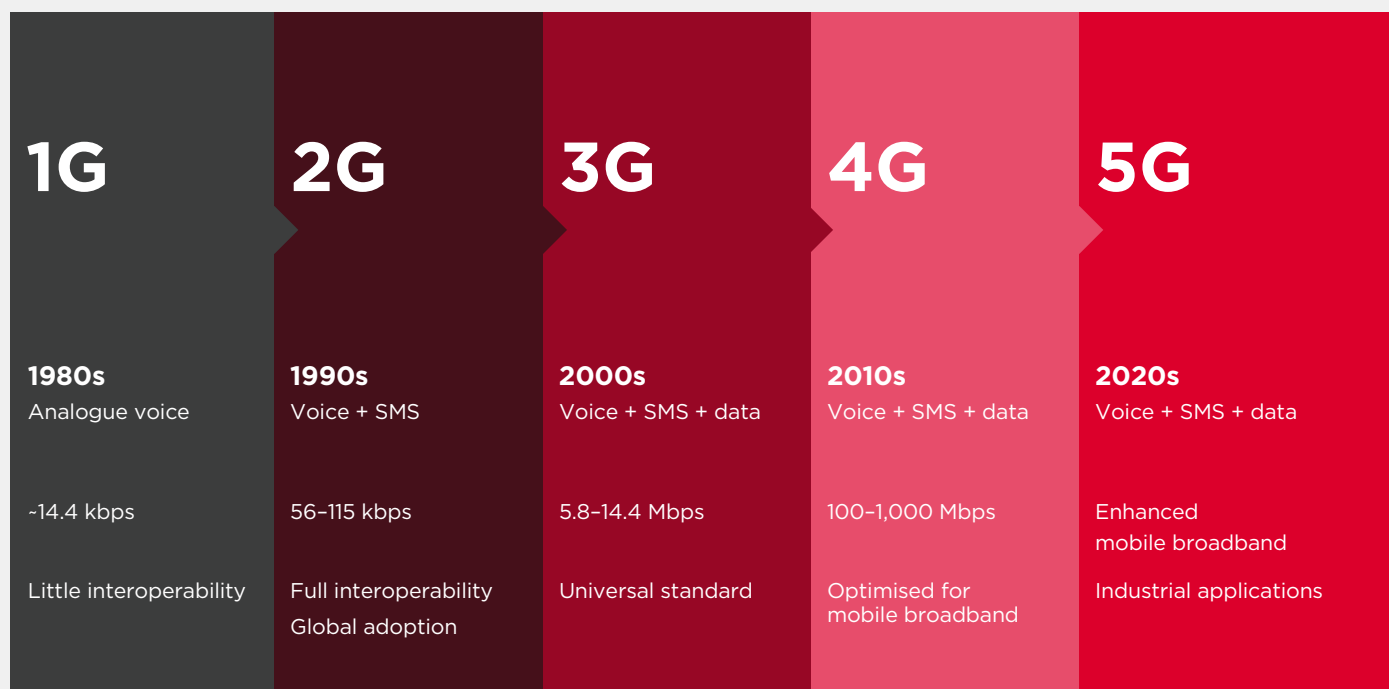 1G
1980s
Analogue voice
~14.4 kbps
Little interoperability
2G
1990s
Voice + SMS
56–115 kbps
Full interoperability
Global adoption
3G
2000s
Voice + SMS + data
5.8–14.4 Mbps
Universal standard
4G
2010s
Voice + SMS + data
100–1,000 Mbps
Optimised for
mobile broadband
5G
2020s
Voice + SMS + data
Enhanced
mobile broadband
Industrial applications